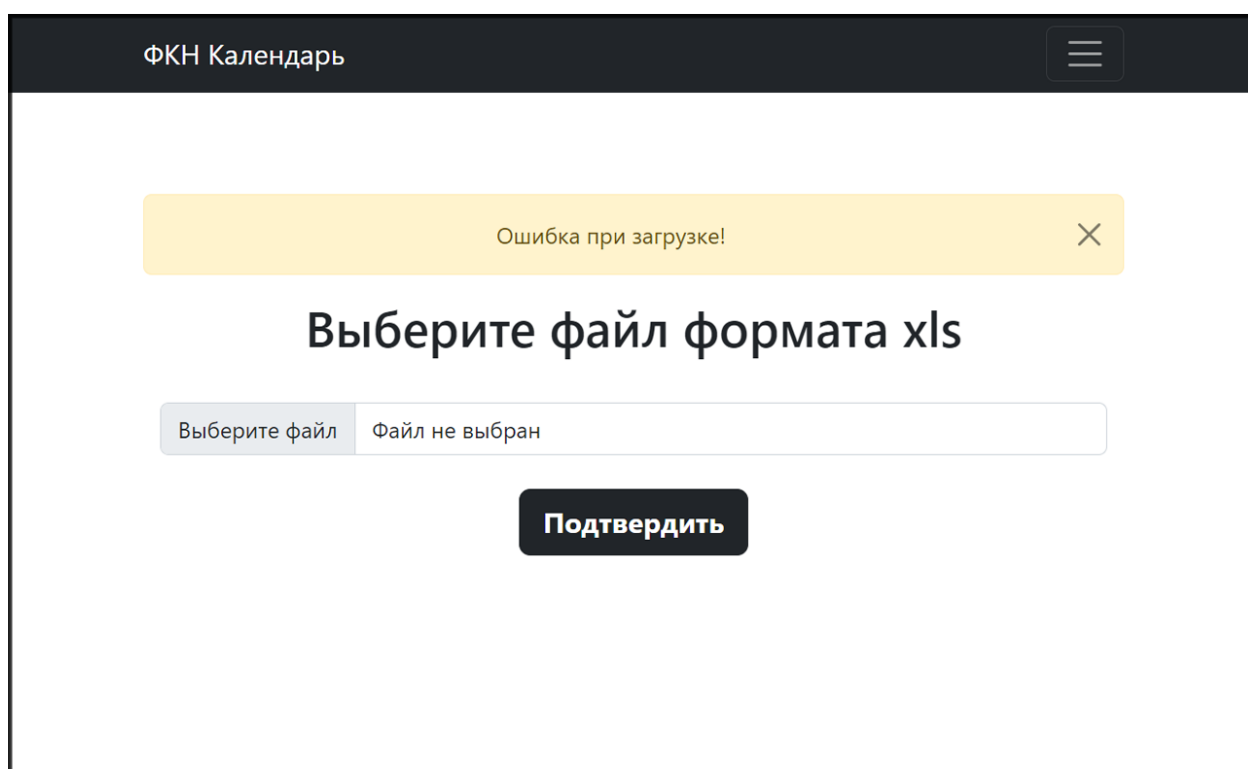 ФКН Календарь
Ошибка при загрузке!
Выберите файл формата xls
Выберите файл Файл не выбран
Подтвердить